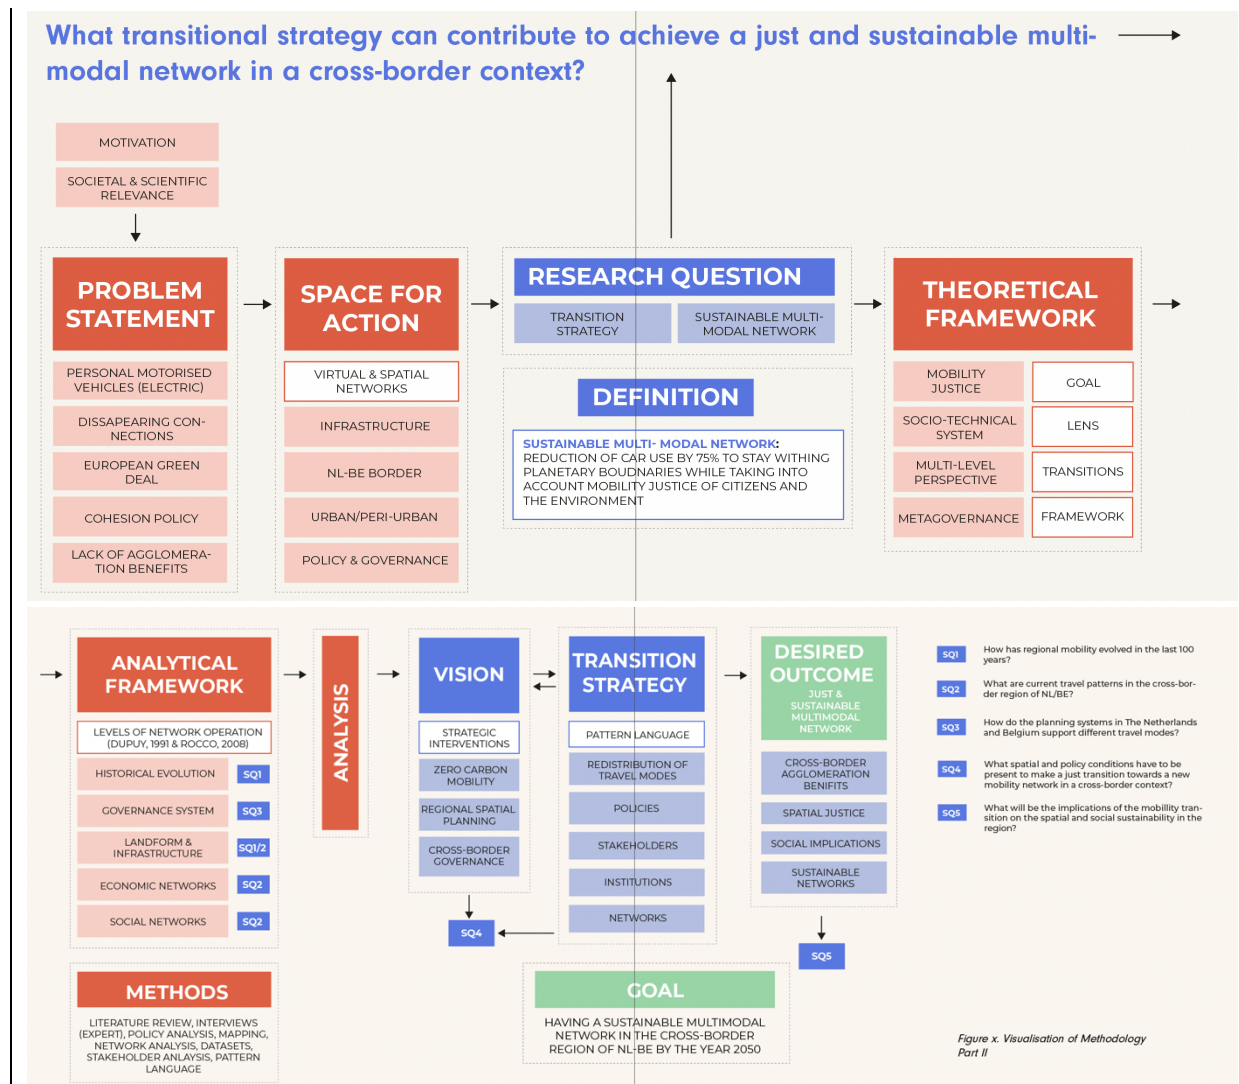 What transitional strategy can contribute to achieve a just and sustainable multi-
modal network in a cross-border context?
MOTIVATION
SOCIETAL & SCIENTIFIC
RELEVANCE
PROBLEM
STATEMENT
PERSONAL MOTORISED
VEHICLES (ELECTRIC)
DISSAPEARING CON-
NECTIONS
EUROPEAN GREEN
DEAL
COHESION POLICY
LACK OF AGGLOMERA-
TION BENEFITS
SPACE FOR
ACTION
VIRTUAL & SPATIAL
NETWORKS
INFRASTRUCTURE
NL-BE BORDER
URBAN/PERI-URBAN
POLICY & GOVERNANCE
RESEARCH QUESTION
TRANSITION
STRATEGY
SUSTAINABLE MULTI-
MODAL NETWORK
DEFINITION
SUSTAINABLE MULTI- MODAL NETWORK:
REDUCTION OF CAR USE BY 75% TO STAY WITHING
PLANETARY BOUDNARIES WHILE TAKING INTO
ACCOUNT MOBILITY JUSTICE OF CITIZENS AND
THE ENVIRONMENT
THEORETICAL
FRAMEWORK
MOBILITY
JUSTICE
GOAL
SOCIO-TECHNICAL
SYSTEM
LENS
MULTI-LEVEL
PERSPECTIVE
TRANSITIONS
METAGOVERNANCE
FRAMEWORK
ANALYTICAL
FRAMEWORK
LEVELS OF NETWORK OPERATION
(DUPUY, 1991 & ROCCO, 2008)
HISTORICAL EVOLUTION
SQ1
GOVERNANCE SYSTEM
SQ3
LANDFORM &
INFRASTRUCTURE
SQ1/2
ECONOMIC NETWORKS
SQ2
SOCIAL NETWORKS
SQ2
METHODS
LITERATURE REVIEW, INTERVIEWS
(EXPERT), POLICY ANALYSIS, MAPPING,
NETWORK ANALYSIS, DATASETS,
STAKEHOLDER ANLAYSIS, PATTERN
LANGUAGE
ANALYSIS
VISION
STRATEGIC
INTERVENTIONS
ZERO CARBON
MOBILITY
REGIONAL SPATIAL
PLANNING
CROSS-BORDER
GOVERNANCE
SQ4
TRANSITION
STRATEGY
PATTERN LANGUAGE
REDISTRIBUTION OF
TRAVEL MODES
POLICIES
STAKEHOLDERS
INSTITUTIONS
NETWORKS
DESIRED
OUTCOME
JUST &
SUSTAINABLE
MULTIMODAL
NETWORK
CROSS-BORDER
AGGLOMERATION
BENIFITS
SPATIAL JUSTICE
SOCIAL IMPLICATIONS
SUSTAINABLE
NETWORKS
SQ5
GOAL
HAVING A SUSTAINABLE MULTIMODAL
NETWORK IN THE CROSS-BORDER
REGION OF NL-BE BY THE YEAR 2050
SQ1
How has regional mobility evolved in the last 100
years?
SQ2
What are current travel patterns in the cross-bor-
der region of NL/BE?
SQ3
How do the planning systems in The Netherlands
and Belgium support different travel modes?
SQ4
What spatial and policy conditions have to be
present to make a just transition towards a new
mobility network in a cross-border context?
SQ5
What will be the implications of the mobillity tran-
sition on the spatial and social sustainability in the
region?
Figure x. Visualisation of Methodology
Part II